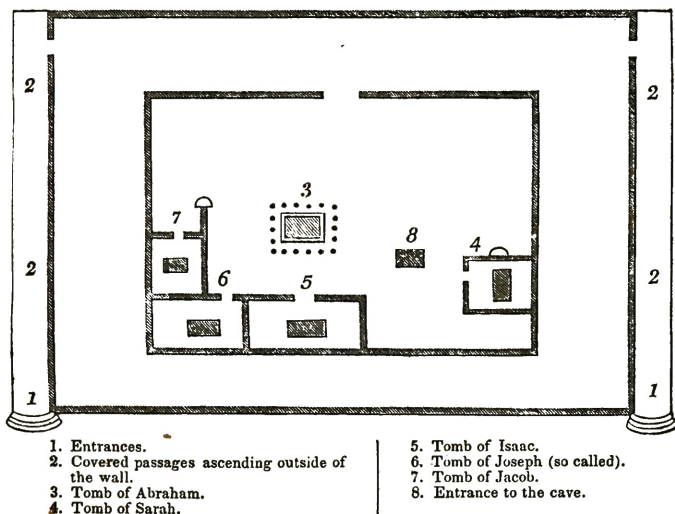 2
2
3
7
8
4
6
5
2
2
1
1
1. Entrances.
2. Covered passages ascending outside of
the wall.
3. Tomb of Abraham.
4. Tomb of Sarah.
5. Tomb of Isaac.
6. Tomb of Joseph (so called).
7. Tomb of Jacob.
8. Entrance to the cave.